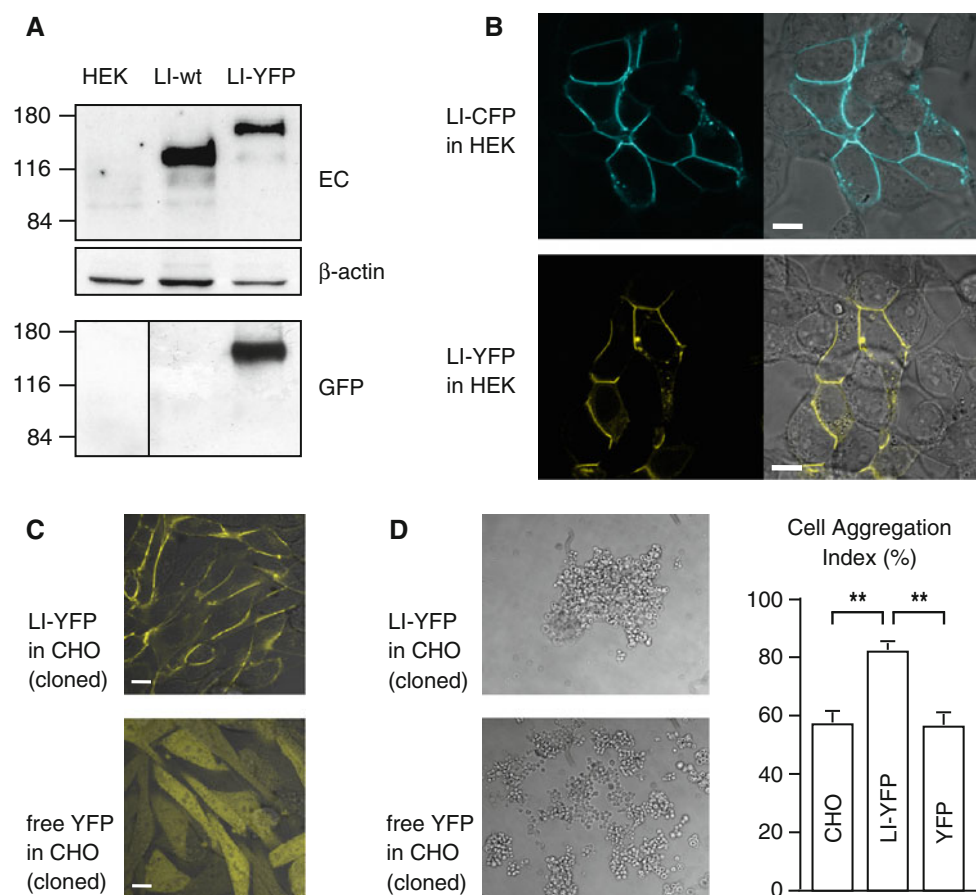 A
HEK LI-wt LI-YFP
180
116
84
EC
β-actin
180
116
84
GFP
B
LI-CFP
in HEK
LI-YFP
in HEK
C
LI-YFP
in CHO
(cloned)
free YFP
in CHO
(cloned)
D
LI-YFP
in CHO
(cloned)
free YFP
in CHO
(cloned)
Cell Aggregation
Index (%)
** **
100
80
60
40
20
0
CHO
LI-YFP
YFP